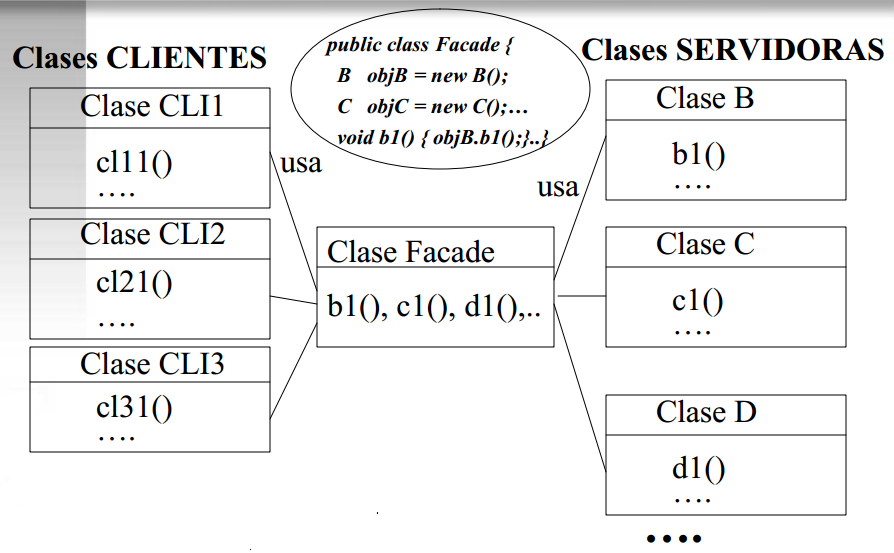 Clases CLIENTES
Clase CLI1
cl11()
....
Clase CLI2
cl21()
....
Clase CLI3
cl31()
....
public class Facade {
B objB = new B();
C objC = new C();...
void b1() { objB.b1();}..}
usa
usa
Clase Facade
b1(), c1(), d1(),..
Clases SERVIDORAS
Clase B
b1()
....
Clase C
c1()
....
Clase D
d1()
....
....